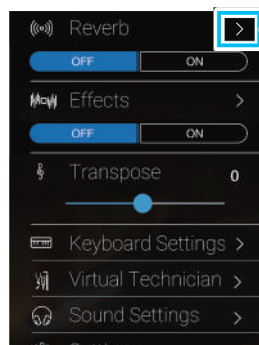 Reverb >
OFF ON
Effects >
OFF ON
Transpose 0
Keyboard Settings >
Virtual Technician >
Sound Settings >